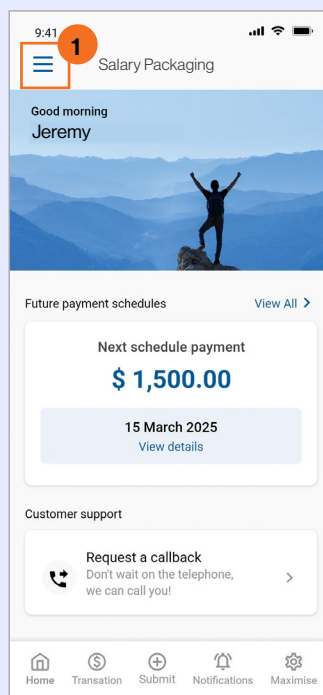 9:41
1
Salary Packaging
Good morning
Jeremy
Future payment schedules
View All
Next schedule payment
$ 1,500.00
15 March 2025
View details
Customer support
Request a callback
Don't wait on the telephone,
we can call you!
Home
Transation
Submit
Notifications
Maximise